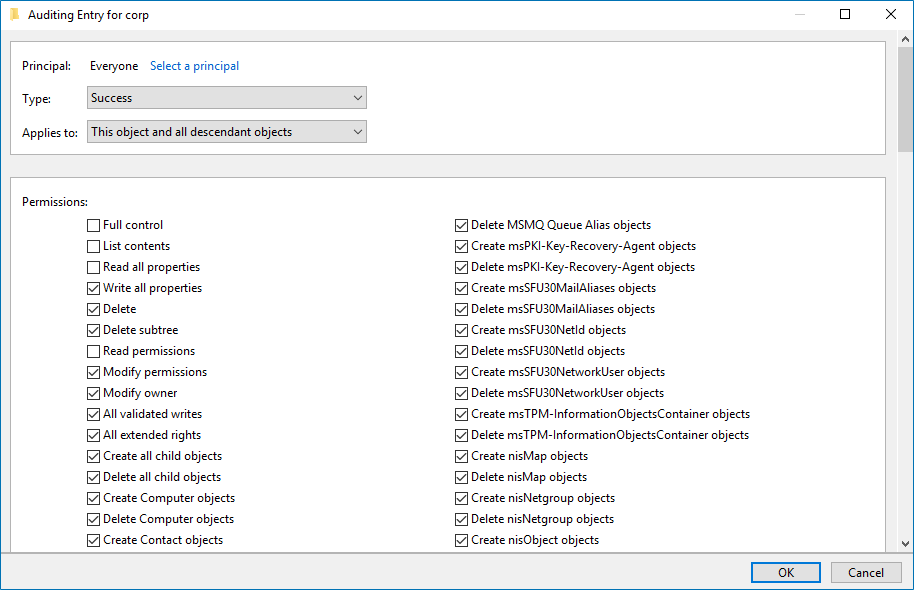 Auditing Entry for corp
Principal: Everyone Select a principal
Type: Success
Applies to: This object and all descendant objects
Permissions:
Full control
List contents
Read all properties
Write all properties
Delete
Delete subtree
Read permissions
Modify permissions
Modify owner
All validated writes
All extended rights
Create all child objects
Delete all child objects
Create Computer objects
Delete Computer objects
Create Contact objects
Delete MSMQ Queue Alias objects
Create msPKI-Key-Recovery-Agent objects
Delete msPKI-Key-Recovery-Agent objects
Create msSFU30MailAliases objects
Delete msSFU30MailAliases objects
Create msSFU30NetId objects
Delete msSFU30NetId objects
Create msSFU30NetworkUser objects
Delete msSFU30NetworkUser objects
Create msTPM-InformationObjectsContainer objects
Delete msTPM-InformationObjectsContainer objects
Create nisMap objects
Delete nisMap objects
Create nisNetgroup objects
Delete nisNetgroup objects
Create nisObject objects
OK Cancel